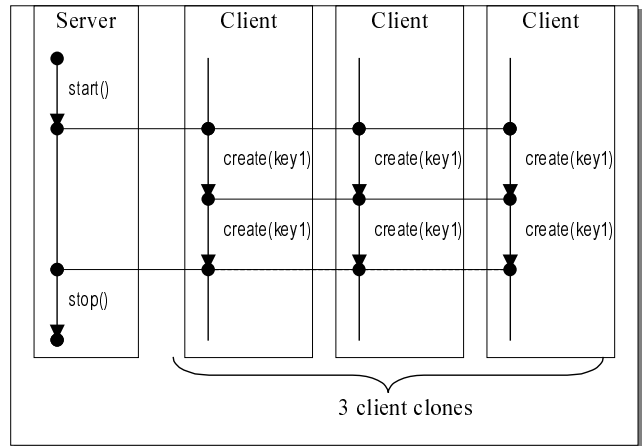 Server Client Client Client
start()
create(key1) create(key1) create(key1)
create(key1) create(key1) create(key1)
stop()
3 client clones